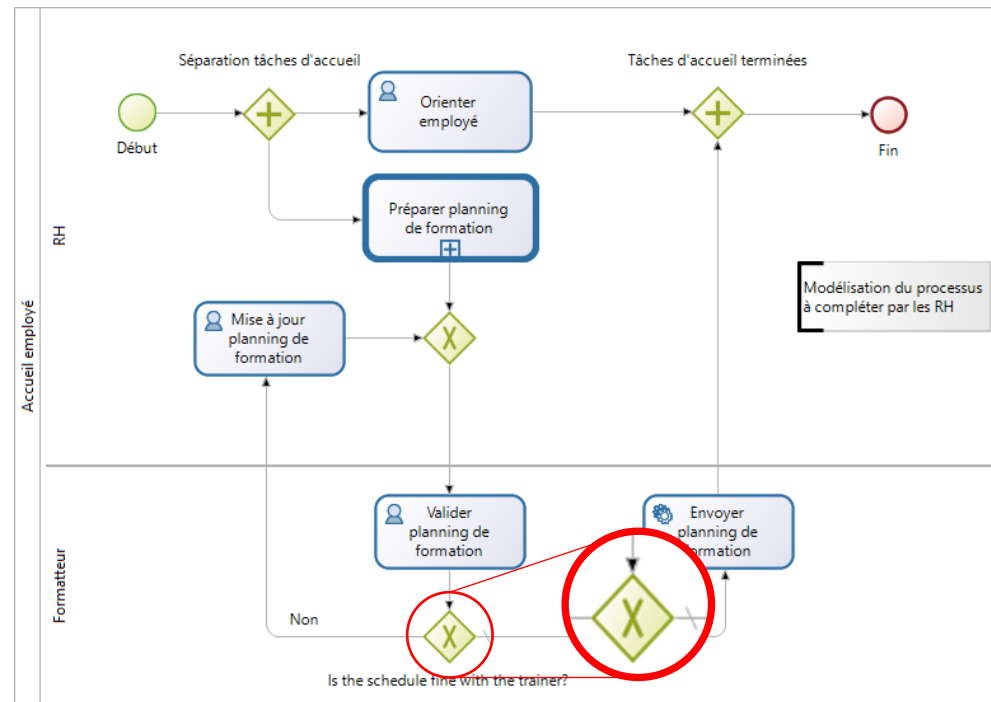 Séparation tâches d'accueil
Tâches d'accueil terminées
Orienter
employé
Début
Fin
Préparer planning
de formation
RH
Modélisation du processus
à compléter par les RH
Mise à jour
planning de
formation
Accueil employé
Valider
planning de
formation
Envoyer
planning de
formation
Formatteur
Non
Is the schedule fine with the trainer?